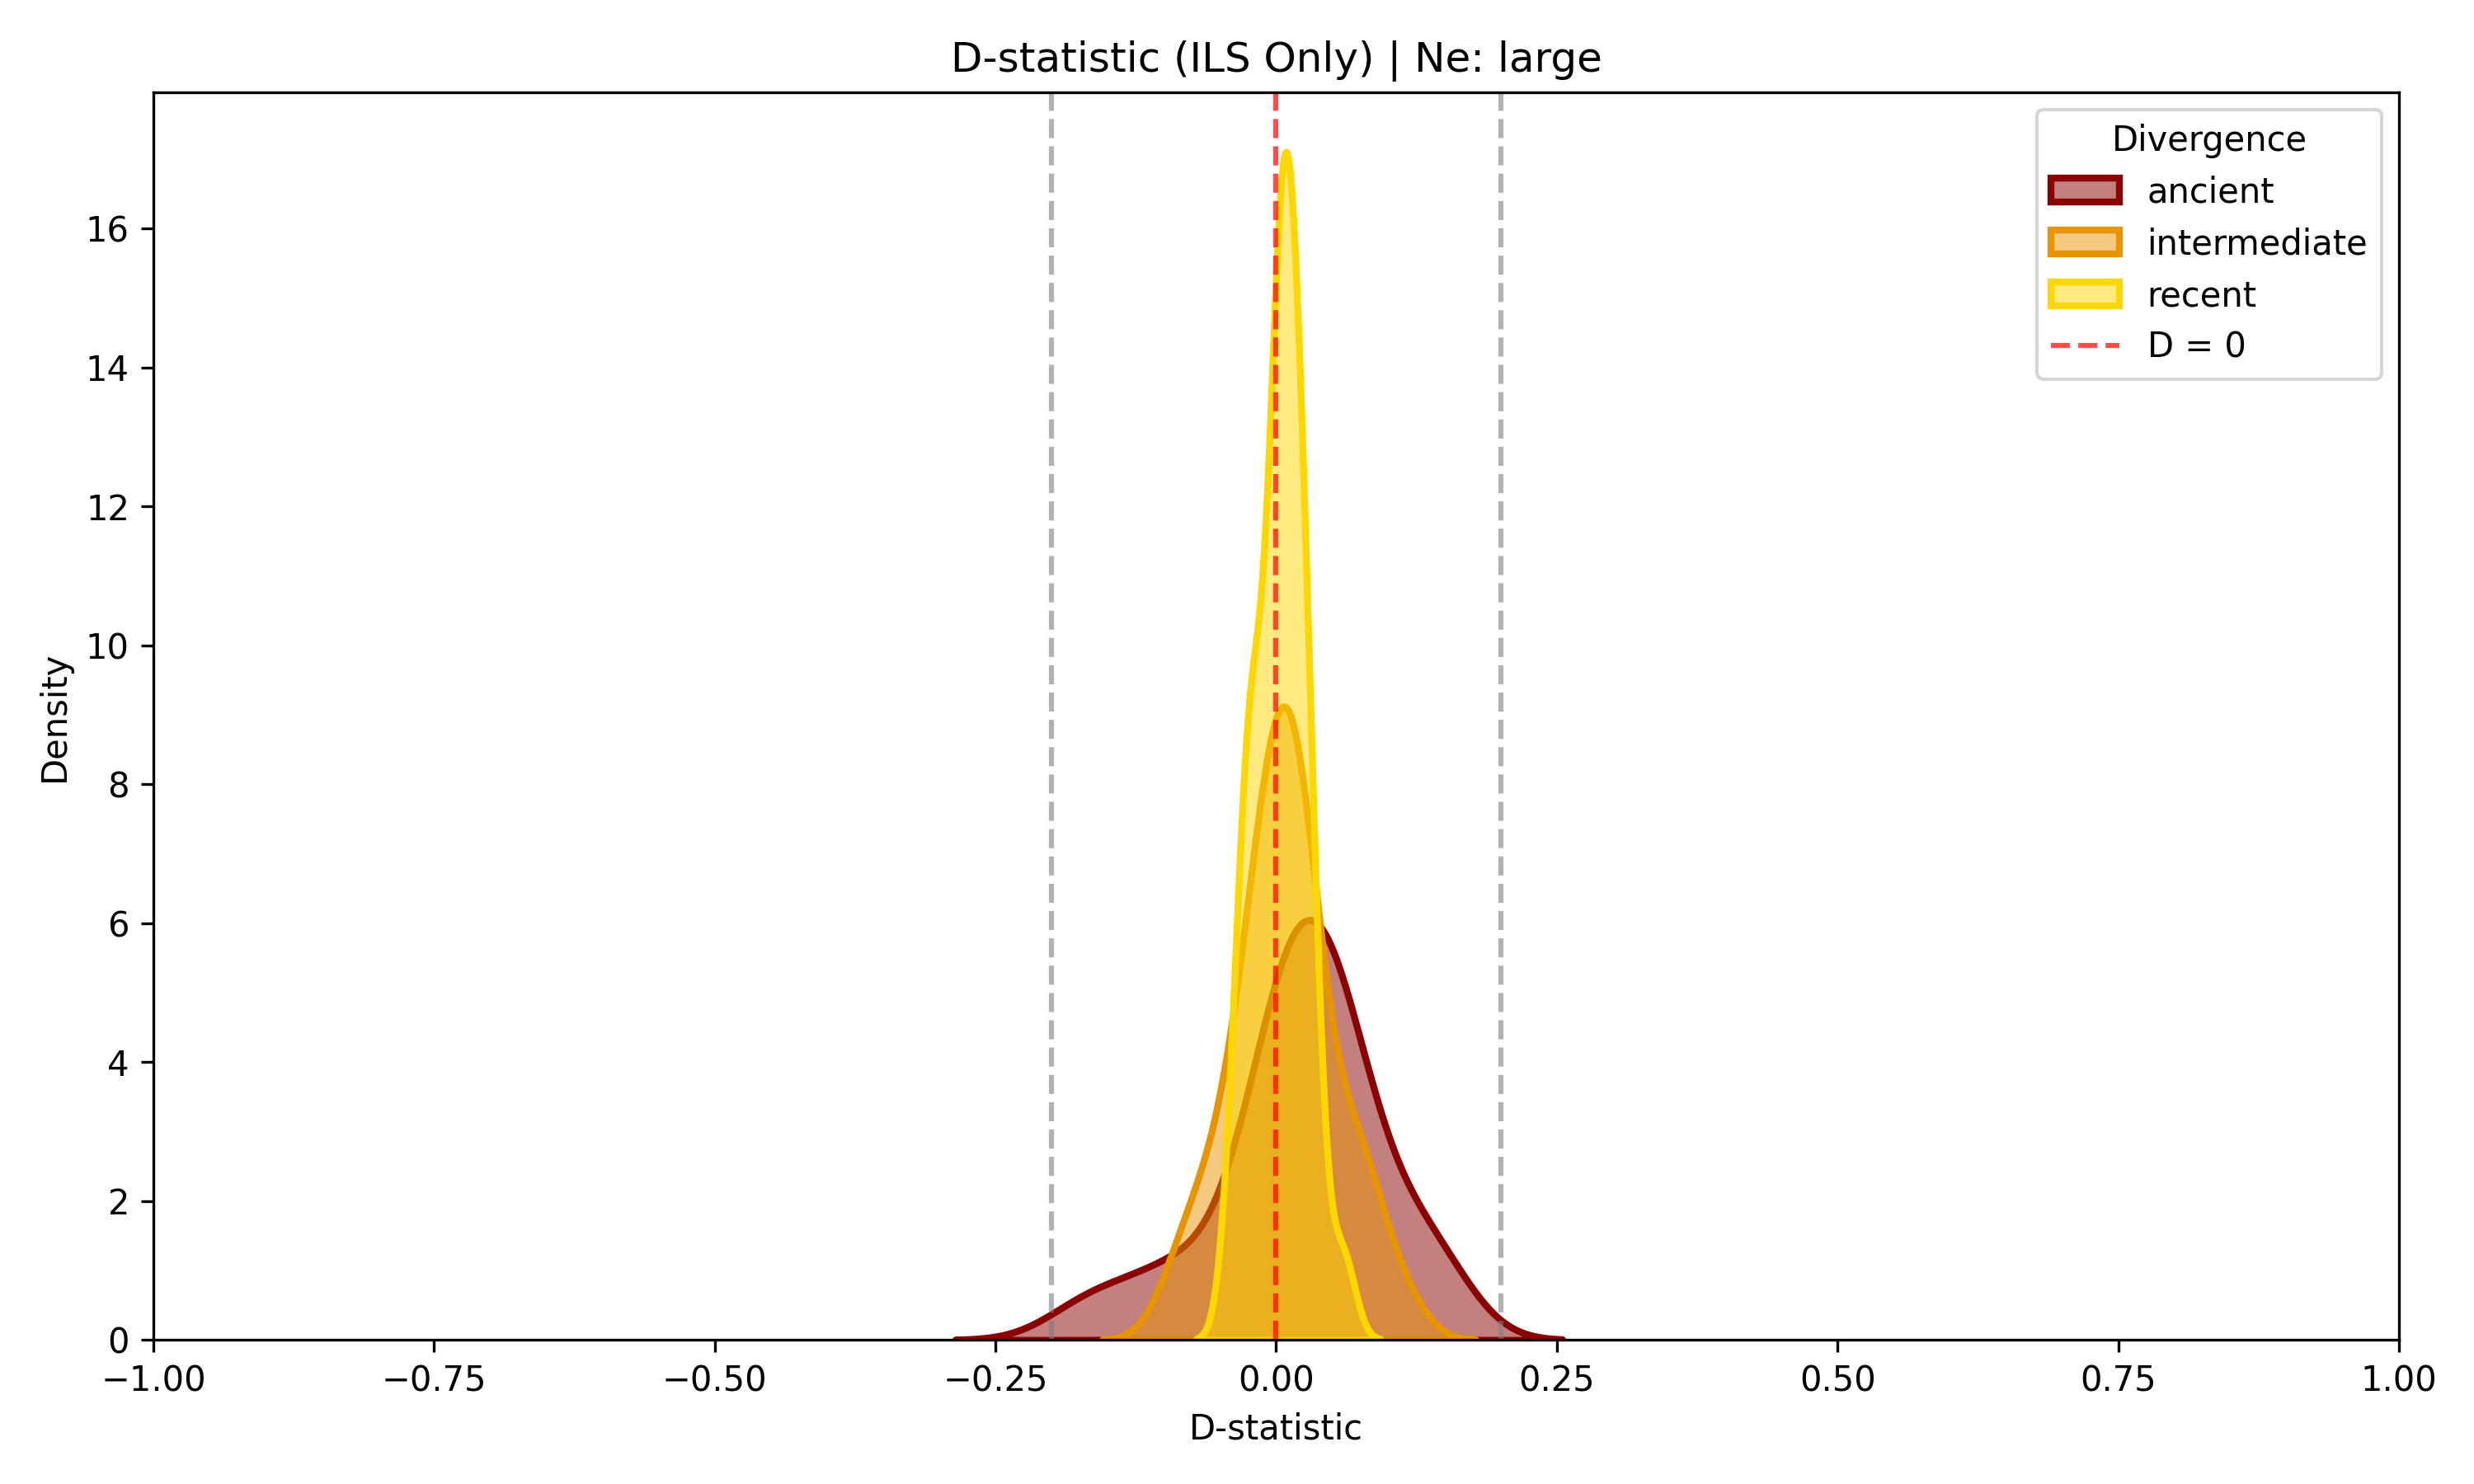 D-statistic (ILS Only) | Ne: large
Divergence
ancient
intermediate
recent
D = 0
Density
16
14
12
10
8
6
4
2
0
−1.00 −0.75 −0.50 −0.25 0.00 0.25 0.50 0.75 1.00
D-statistic